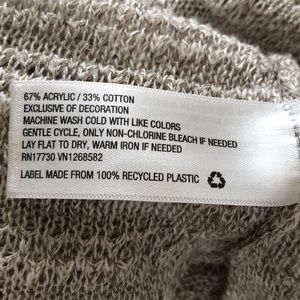 67% ACRYLIC / 33% COTTON
EXCLUSIVE OF DECORATION
MACHINE WASH COLD WITH LIKE COLORS
GENTLE CYCLE, ONLY NON-CHLORINE BLEACH IF NEEDED
LAY FLAT TO DRY, WARM IRON IF NEEDED
RN17730 VN1268582
LABEL MADE FROM 100% RECYCLED PLASTIC